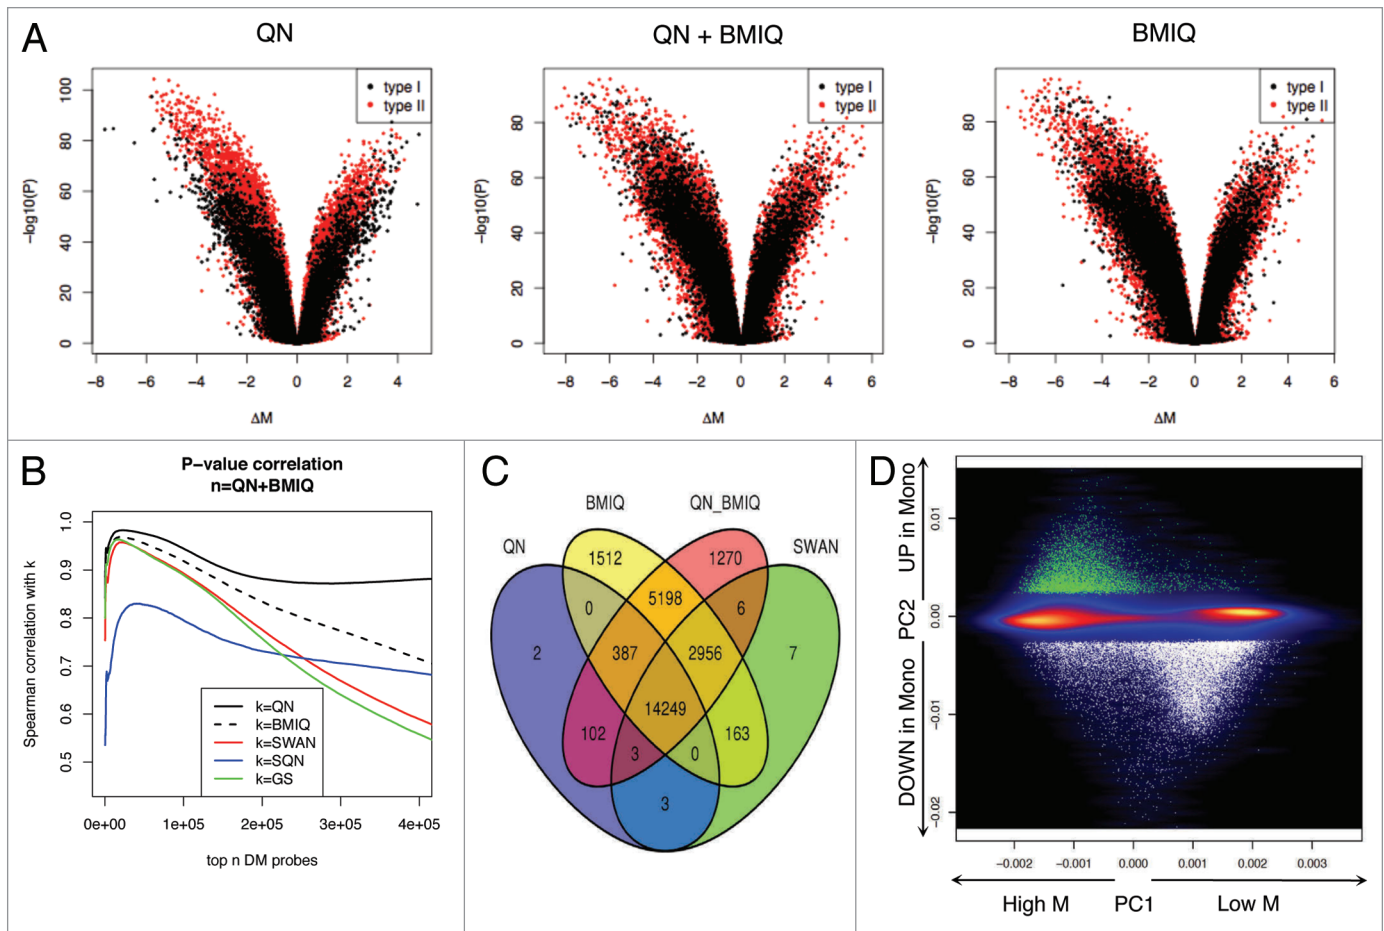 A
QN
QN + BMIQ
BMIQ
type I
type II
type I
type II
type I
type II
−log10(P)
100
80
60
40
20
0
−8 −6 −4 −2 0 2 4
ΔM
−log10(P)
80
60
40
20
0
−8 −6 −4 −2 0 2 4 6
ΔM
−log10(P)
80
60
40
20
0
−8 −6 −4 −2 0 2 4 6
ΔM
B
P−value correlation
n=QN+BMIQ
Spearman correlation with k
1.0
0.9
0.8
0.7
0.6
0.5
k=QN
k=BMIQ
k=SWAN
k=SQN
k=GS
0e+00 1e+05 2e+05 3e+05 4e+05
top n DM probes
C
BMIQ QN_BMIQ
QN SWAN
1512 1270
0 5198 6
2 387 2956 7
14249
102 3 0 163
3
D
DOWN in Mono PC2 UP in Mono
0.01
0.00
−0.01
−0.02
−0.002 −0.001 0.000 0.001 0.002 0.003
High M PC1 Low M